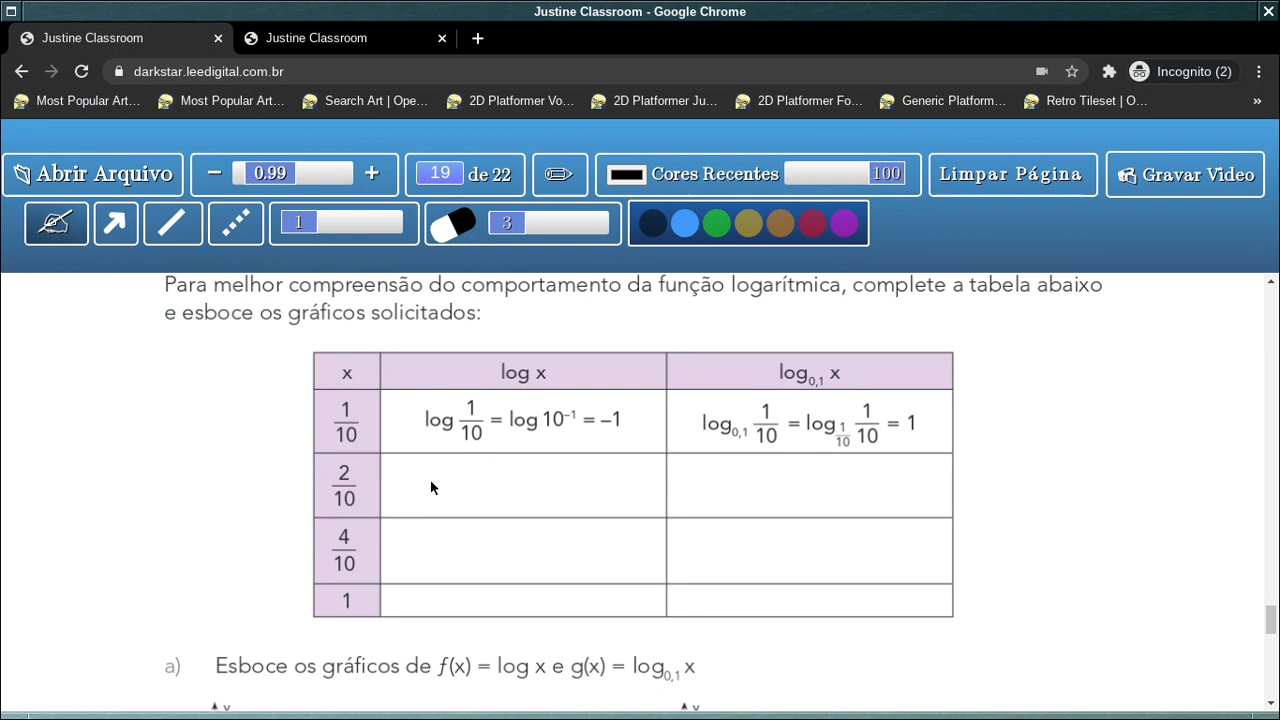 Justine Classroom - Google Chrome
Justine Classroom
Justine Classroom
darkstar.leedigital.com.br
Incognito (2)
Most Popular Art...
Most Popular Art...
Search Art | Ope...
2D Platformer Vo...
2D Platformer Ju...
2D Platformer Fo...
Generic Platform...
Retro Tileset | O...
»
Abrir Arquivo
− 0.99 +
19 de 22
Cores Recentes 100
Limpar Página
Gravar Video
1
3
Para melhor compreensão do comportamento da função logarítmica, complete a tabela abaixo
e esboce os gráficos solicitados:
x log x log0,1 x
1/10 log 1/10 = log 10⁻¹ = –1 log0,1 1/10 = log1/10 1/10 = 1
2/10
4/10
1
a) Esboce os gráficos de ƒ(x) = log x e g(x) = log0,1 x